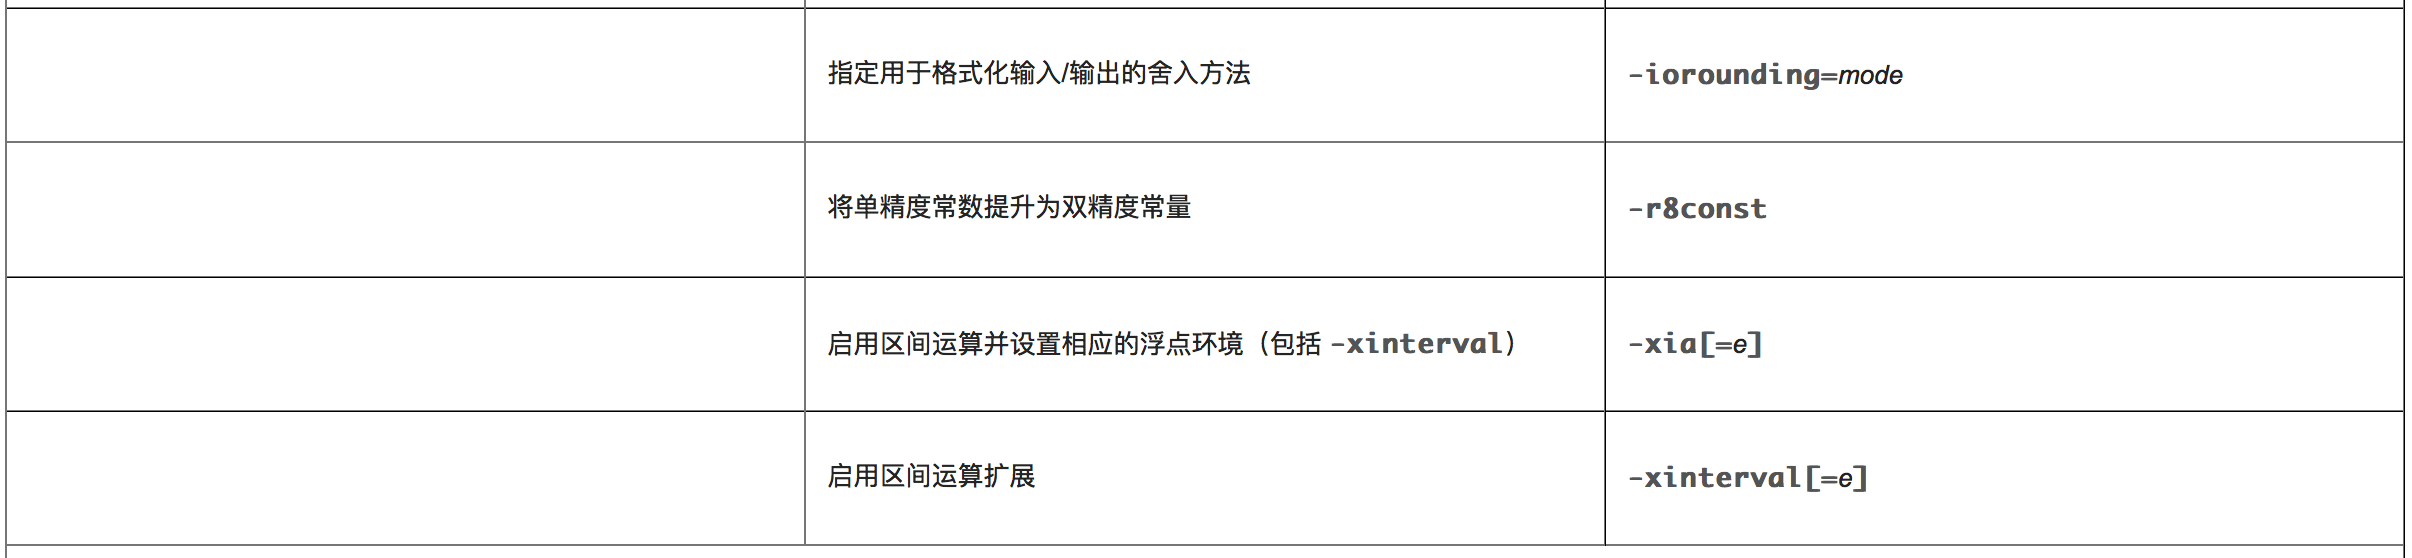 指定用于格式化输入/输出的舍入方法 -iorounding=mode
将单精度常数提升为双精度常量 -r8const
启用区间运算并设置相应的浮点环境（包括 -xinterval） -xia[=e]
启用区间运算扩展 -xinterval[=e]